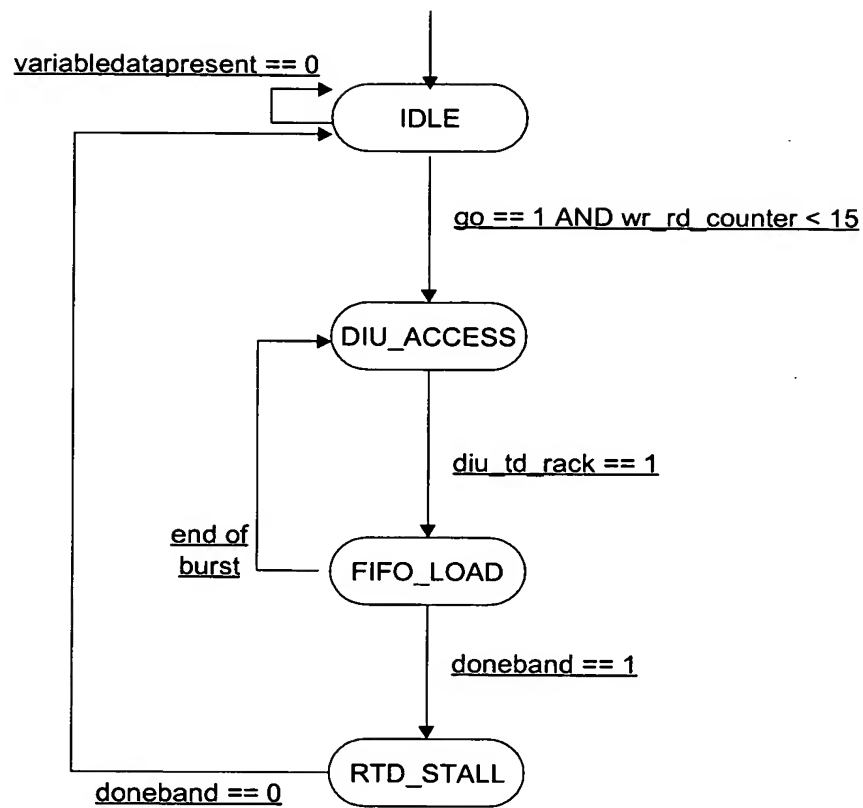 variabledatapresent == 0
IDLE
go == 1 AND wr_rd_counter < 15
DIU_ACCESS
diu_td_rack == 1
end of
burst
FIFO_LOAD
doneband == 1
RTD_STALL
doneband == 0